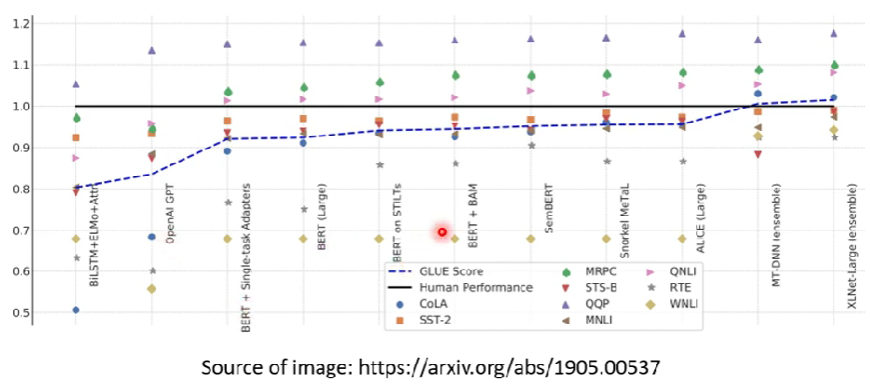 1.2
1.1
1.0
0.9
0.8
0.7
0.6
0.5
BiLSTM+ELMo+Attn
OpenAI GPT
BERT + Single-task Adapters
BERT (Large)
BERT on STILTs
BERT + BAM
SemBERT
Snorkel MeTaL
ALICE (Large)
MT-DNN (ensemble)
XLNet-Large (ensemble)
GLUE Score
Human Performance
CoLA
SST-2
MRPC
STS-B
QQP
MNLI
QNLI
RTE
WNLI
Source of image: https://arxiv.org/abs/1905.00537